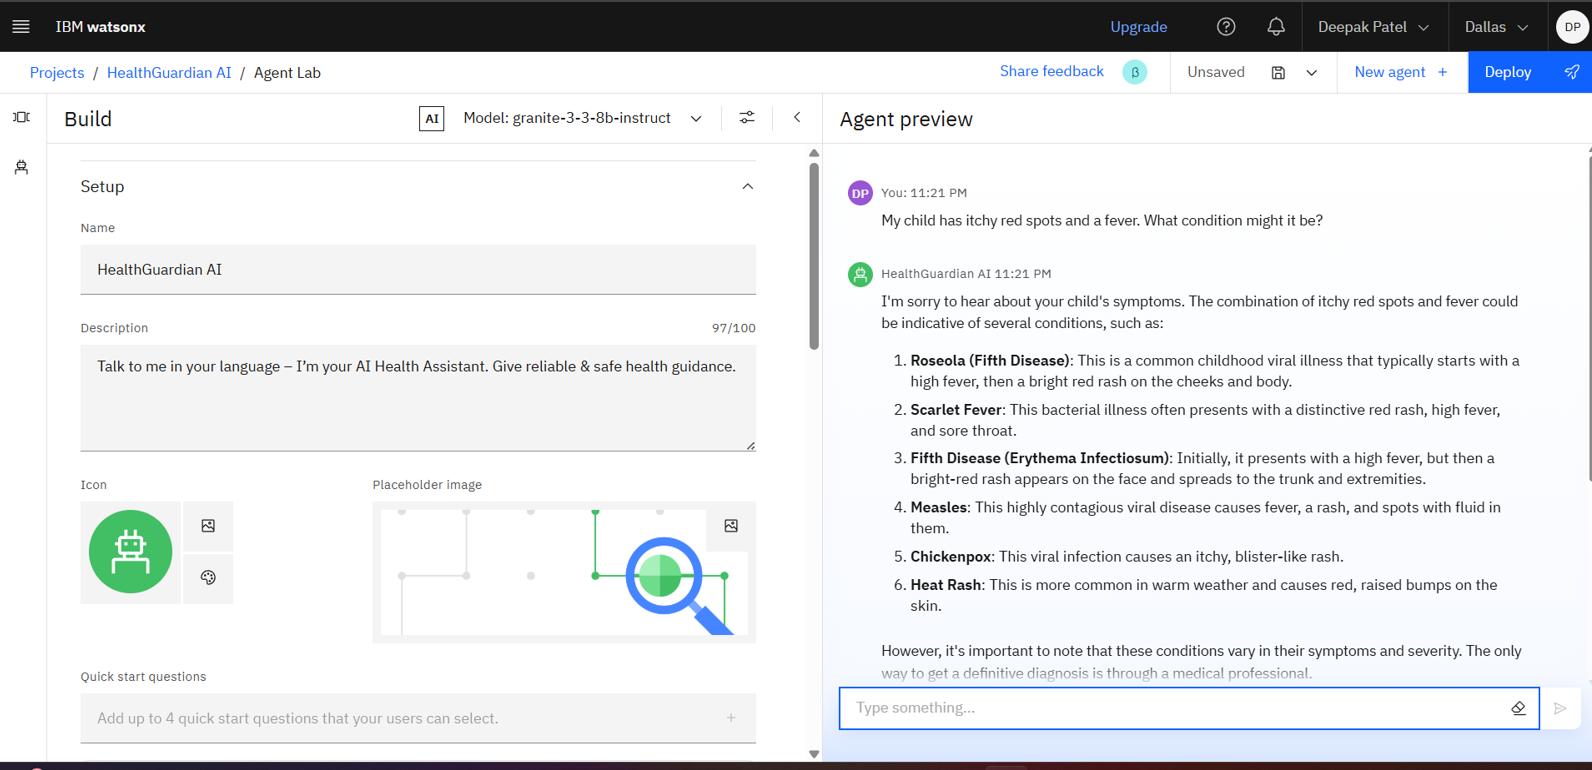 IBM watsonx
Upgrade
Deepak Patel
Dallas
DP
Projects / HealthGuardian AI / Agent Lab
Share feedback
β
Unsaved
New agent +
Deploy
Build
AI
Model: granite-3-3-8b-instruct
Setup
Name
HealthGuardian AI
Description
97/100
Talk to me in your language – I’m your AI Health Assistant. Give reliable & safe health guidance.
Icon
Placeholder image
Quick start questions
Add up to 4 quick start questions that your users can select.
Agent preview
DP
You: 11:21 PM
My child has itchy red spots and a fever. What condition might it be?
HealthGuardian AI 11:21 PM
I'm sorry to hear about your child's symptoms. The combination of itchy red spots and fever could
be indicative of several conditions, such as:
1. Roseola (Fifth Disease): This is a common childhood viral illness that typically starts with a
high fever, then a bright red rash on the cheeks and body.
2. Scarlet Fever: This bacterial illness often presents with a distinctive red rash, high fever,
and sore throat.
3. Fifth Disease (Erythema Infectiosum): Initially, it presents with a high fever, but then a
bright-red rash appears on the face and spreads to the trunk and extremities.
4. Measles: This highly contagious viral disease causes fever, a rash, and spots with fluid in
them.
5. Chickenpox: This viral infection causes an itchy, blister-like rash.
6. Heat Rash: This is more common in warm weather and causes red, raised bumps on the
skin.
However, it's important to note that these conditions vary in their symptoms and severity. The only
way to get a definitive diagnosis is through a medical professional.
Type something...